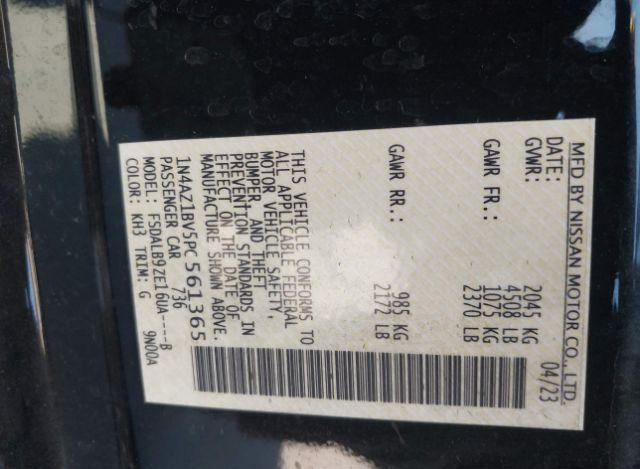 MFD BY NISSAN MOTOR CO., LTD.
DATE: 04/23
GVWR: 2045 KG
4508 LB
GAWR FR.: 1075 KG
2370 LB
GAWR RR.: 985 KG
2172 LB
THIS VEHICLE CONFORMS TO
ALL APPLICABLE FEDERAL
MOTOR VEHICLE SAFETY,
BUMPER, AND THEFT
PREVENTION STANDARDS IN
EFFECT ON THE DATE OF
MANUFACTURE SHOWN ABOVE.
1N4AZ1BV5PC561365
PASSENGER CAR 736
MODEL: FSDALB9ZE16UA----B
COLOR: KH3 TRIM: G 9N00A